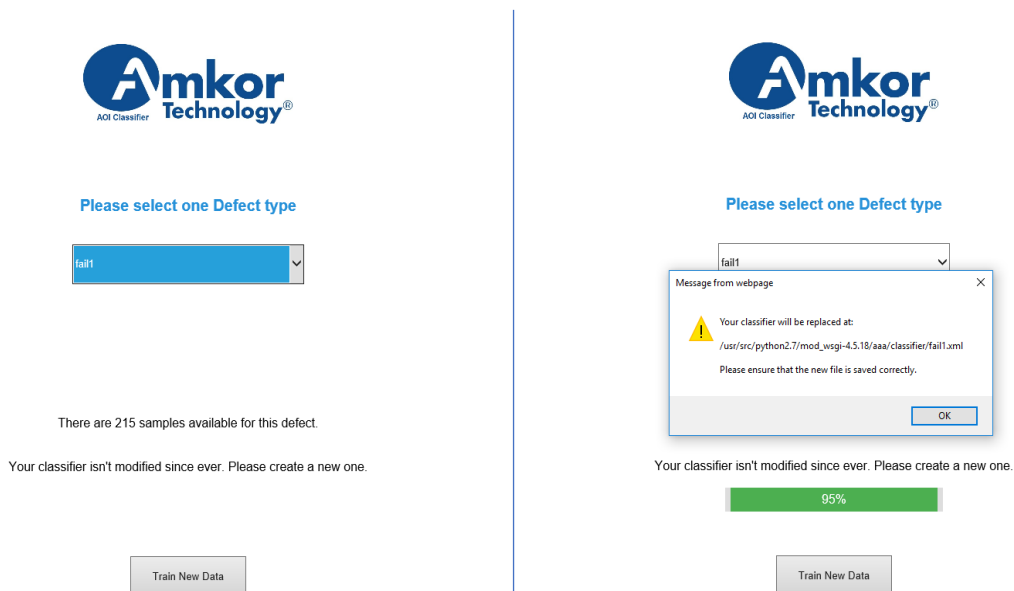 Amkor
Technology®
AOI Classifier
Please select one Defect type
fail1
There are 215 samples available for this defect.
Your classifier isn't modified since ever. Please create a new one.
Train New Data
Amkor
Technology®
AOI Classifier
Please select one Defect type
fail1
Message from webpage
Your classifier will be replaced at:
/usr/src/python2.7/mod_wsgi-4.5.18/aaa/classifier/fail1.xml
Please ensure that the new file is saved correctly.
OK
Your classifier isn't modified since ever. Please create a new one.
95%
Train New Data